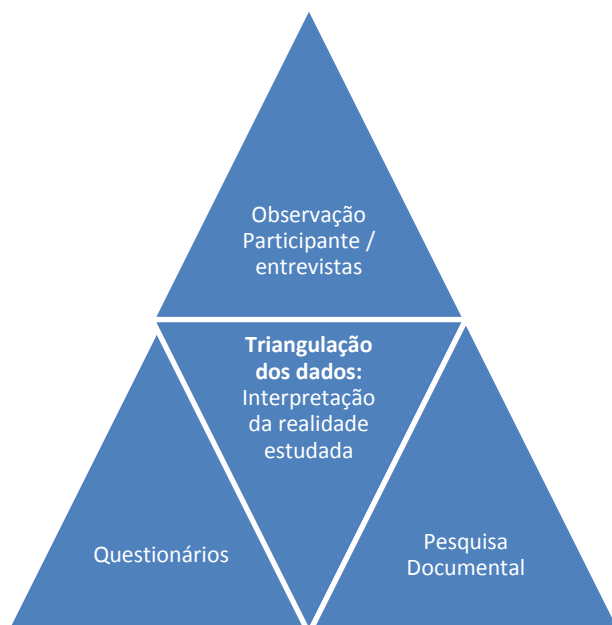 Observação
Participante /
entrevistas
Triangulação
dos dados:
Interpretação
da realidade
estudada
Questionários
Pesquisa
Documental